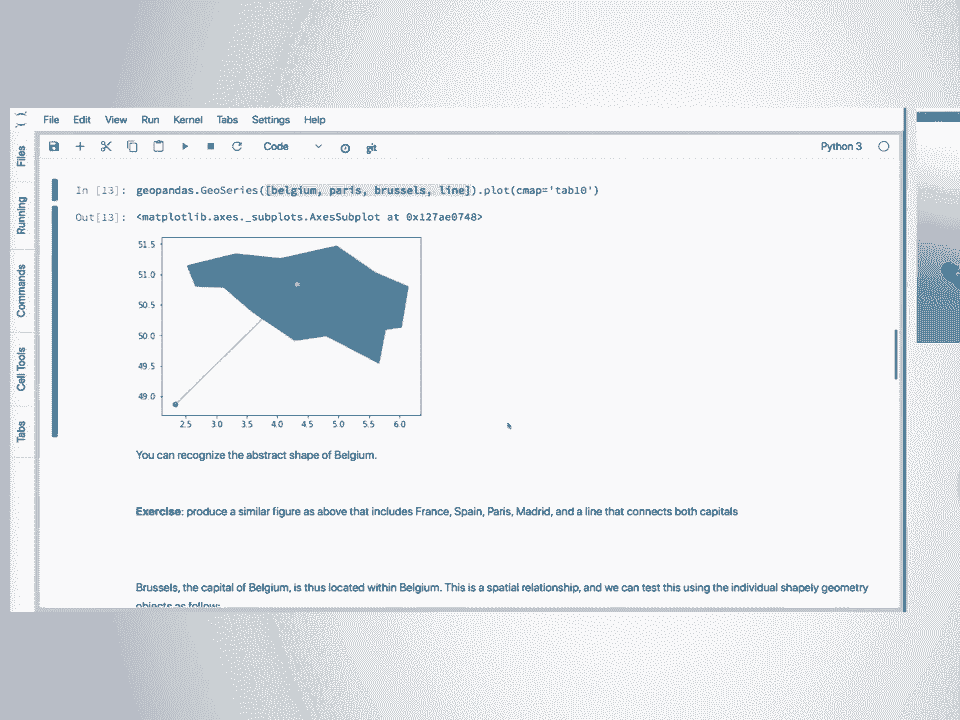 File Edit View Run Kernel Tabs Settings Help
Files
Running
Commands
Cell Tools
Tabs
Code
git
Python 3
In [13]: geopandas.GeoSeries([belgium, paris, brussels, line]).plot(cmap='tab10')
Out[13]: <matplotlib.axes._subplots.AxesSubplot at 0x127ae0748>
51.5
51.0
50.5
50.0
49.5
49.0
2.5 3.0 3.5 4.0 4.5 5.0 5.5 6.0
You can recognize the abstract shape of Belgium.
Exercise: produce a similar figure as above that includes France, Spain, Paris, Madrid, and a line that connects both capitals
Brussels, the capital of Belgium, is thus located within Belgium. This is a spatial relationship, and we can test this using the individual shapely geometry
objects as follow: